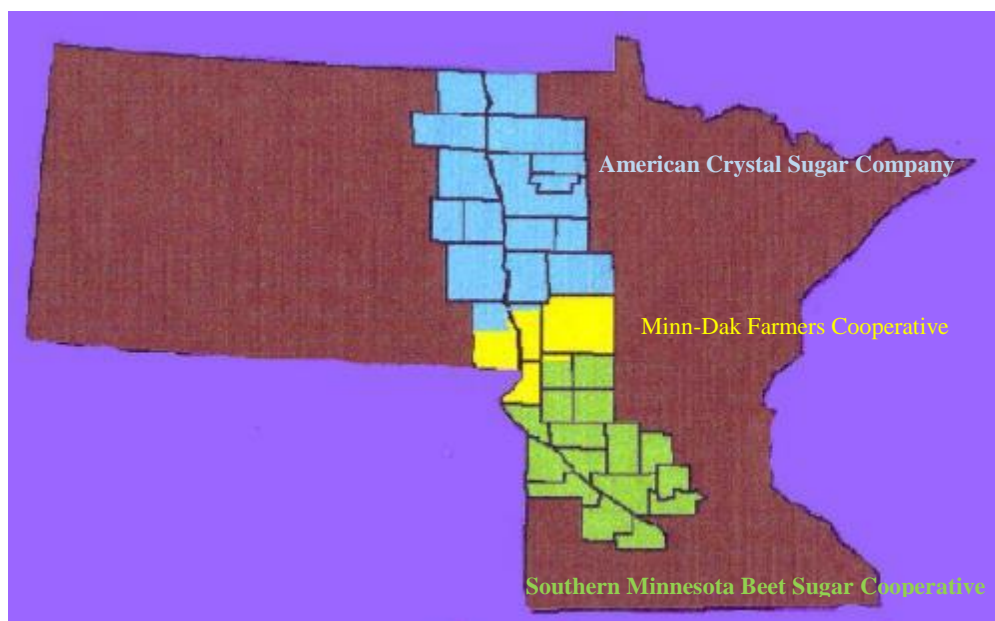 American Crystal Sugar Company
Minn-Dak Farmers Cooperative
Southern Minnesota Beet Sugar Cooperative